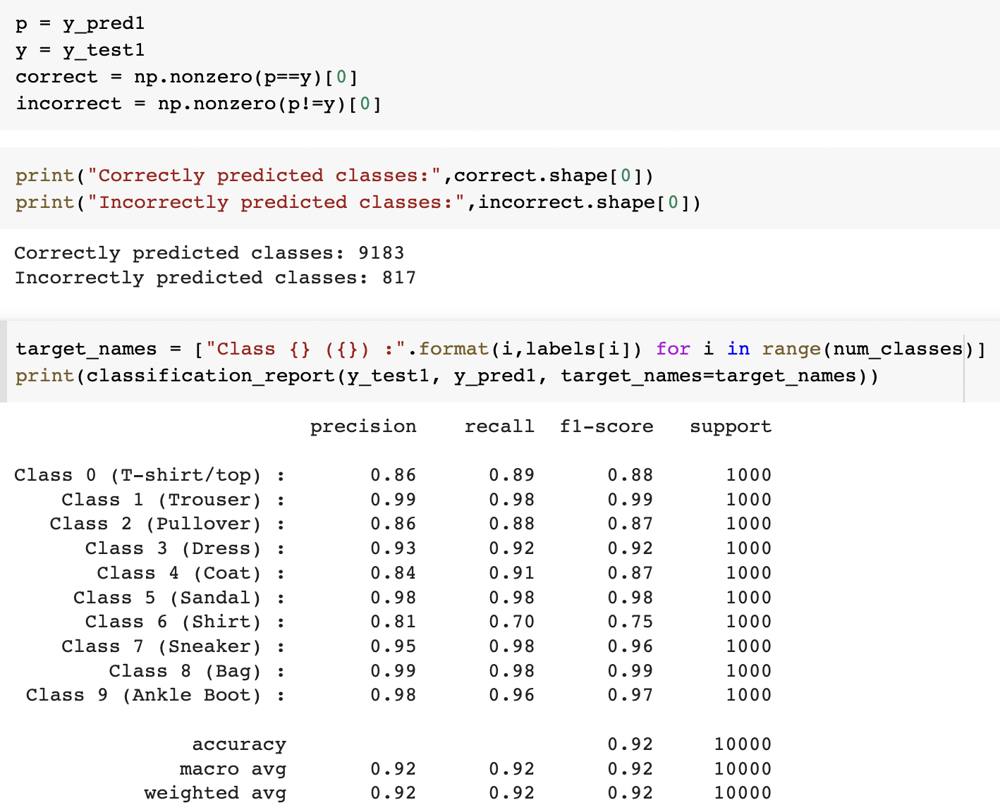 p = y_pred1
y = y_test1
correct = np.nonzero(p==y)[0]
incorrect = np.nonzero(p!=y)[0]
print("Correctly predicted classes:",correct.shape[0])
print("Incorrectly predicted classes:",incorrect.shape[0])
Correctly predicted classes: 9183
Incorrectly predicted classes: 817
target_names = ["Class {} ({}) :".format(i,labels[i]) for i in range(num_classes)]
print(classification_report(y_test1, y_pred1, target_names=target_names))
precision recall f1-score support
Class 0 (T-shirt/top) : 0.86 0.89 0.88 1000
Class 1 (Trouser) : 0.99 0.98 0.99 1000
Class 2 (Pullover) : 0.86 0.88 0.87 1000
Class 3 (Dress) : 0.93 0.92 0.92 1000
Class 4 (Coat) : 0.84 0.91 0.87 1000
Class 5 (Sandal) : 0.98 0.98 0.98 1000
Class 6 (Shirt) : 0.81 0.70 0.75 1000
Class 7 (Sneaker) : 0.95 0.98 0.96 1000
Class 8 (Bag) : 0.99 0.98 0.99 1000
Class 9 (Ankle Boot) : 0.98 0.96 0.97 1000
accuracy 0.92 10000
macro avg 0.92 0.92 0.92 10000
weighted avg 0.92 0.92 0.92 10000